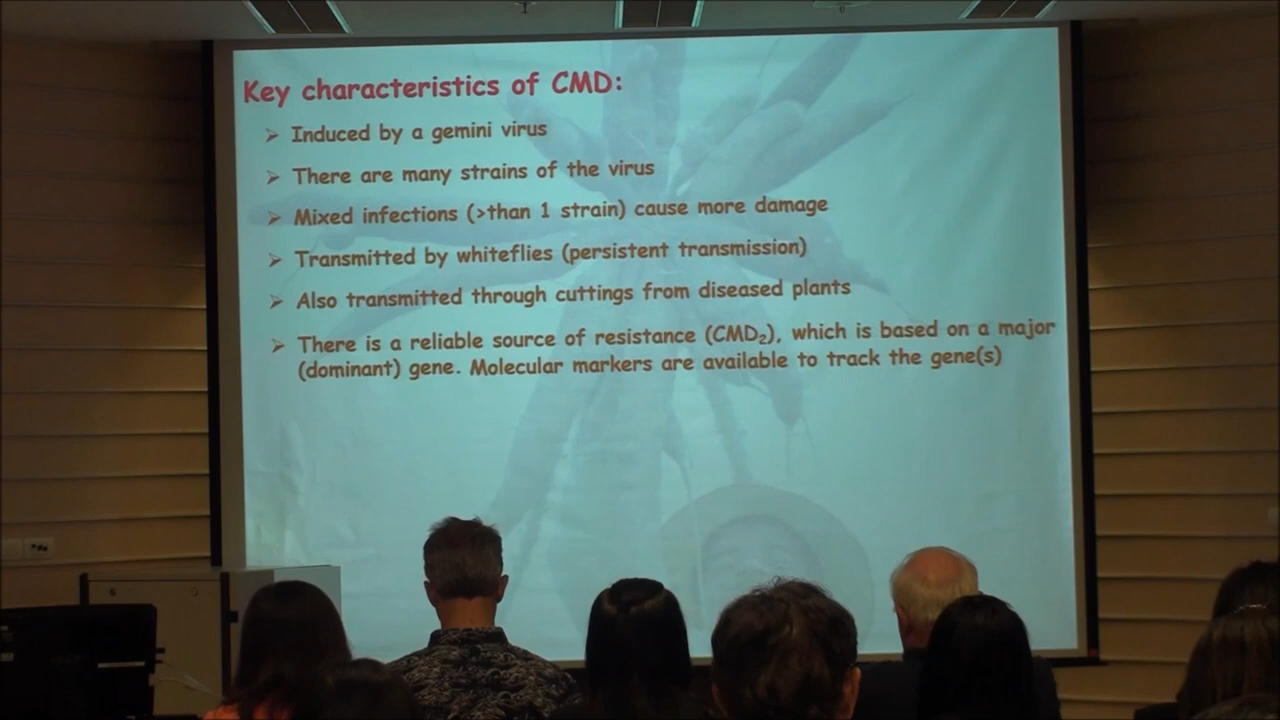 Key characteristics of CMD:
➢ Induced by a gemini virus
➢ There are many strains of the virus
➢ Mixed infections (>than 1 strain) cause more damage
➢ Transmitted by whiteflies (persistent transmission)
➢ Also transmitted through cuttings from diseased plants
➢ There is a reliable source of resistance (CMD₂), which is based on a major
(dominant) gene. Molecular markers are available to track the gene(s)